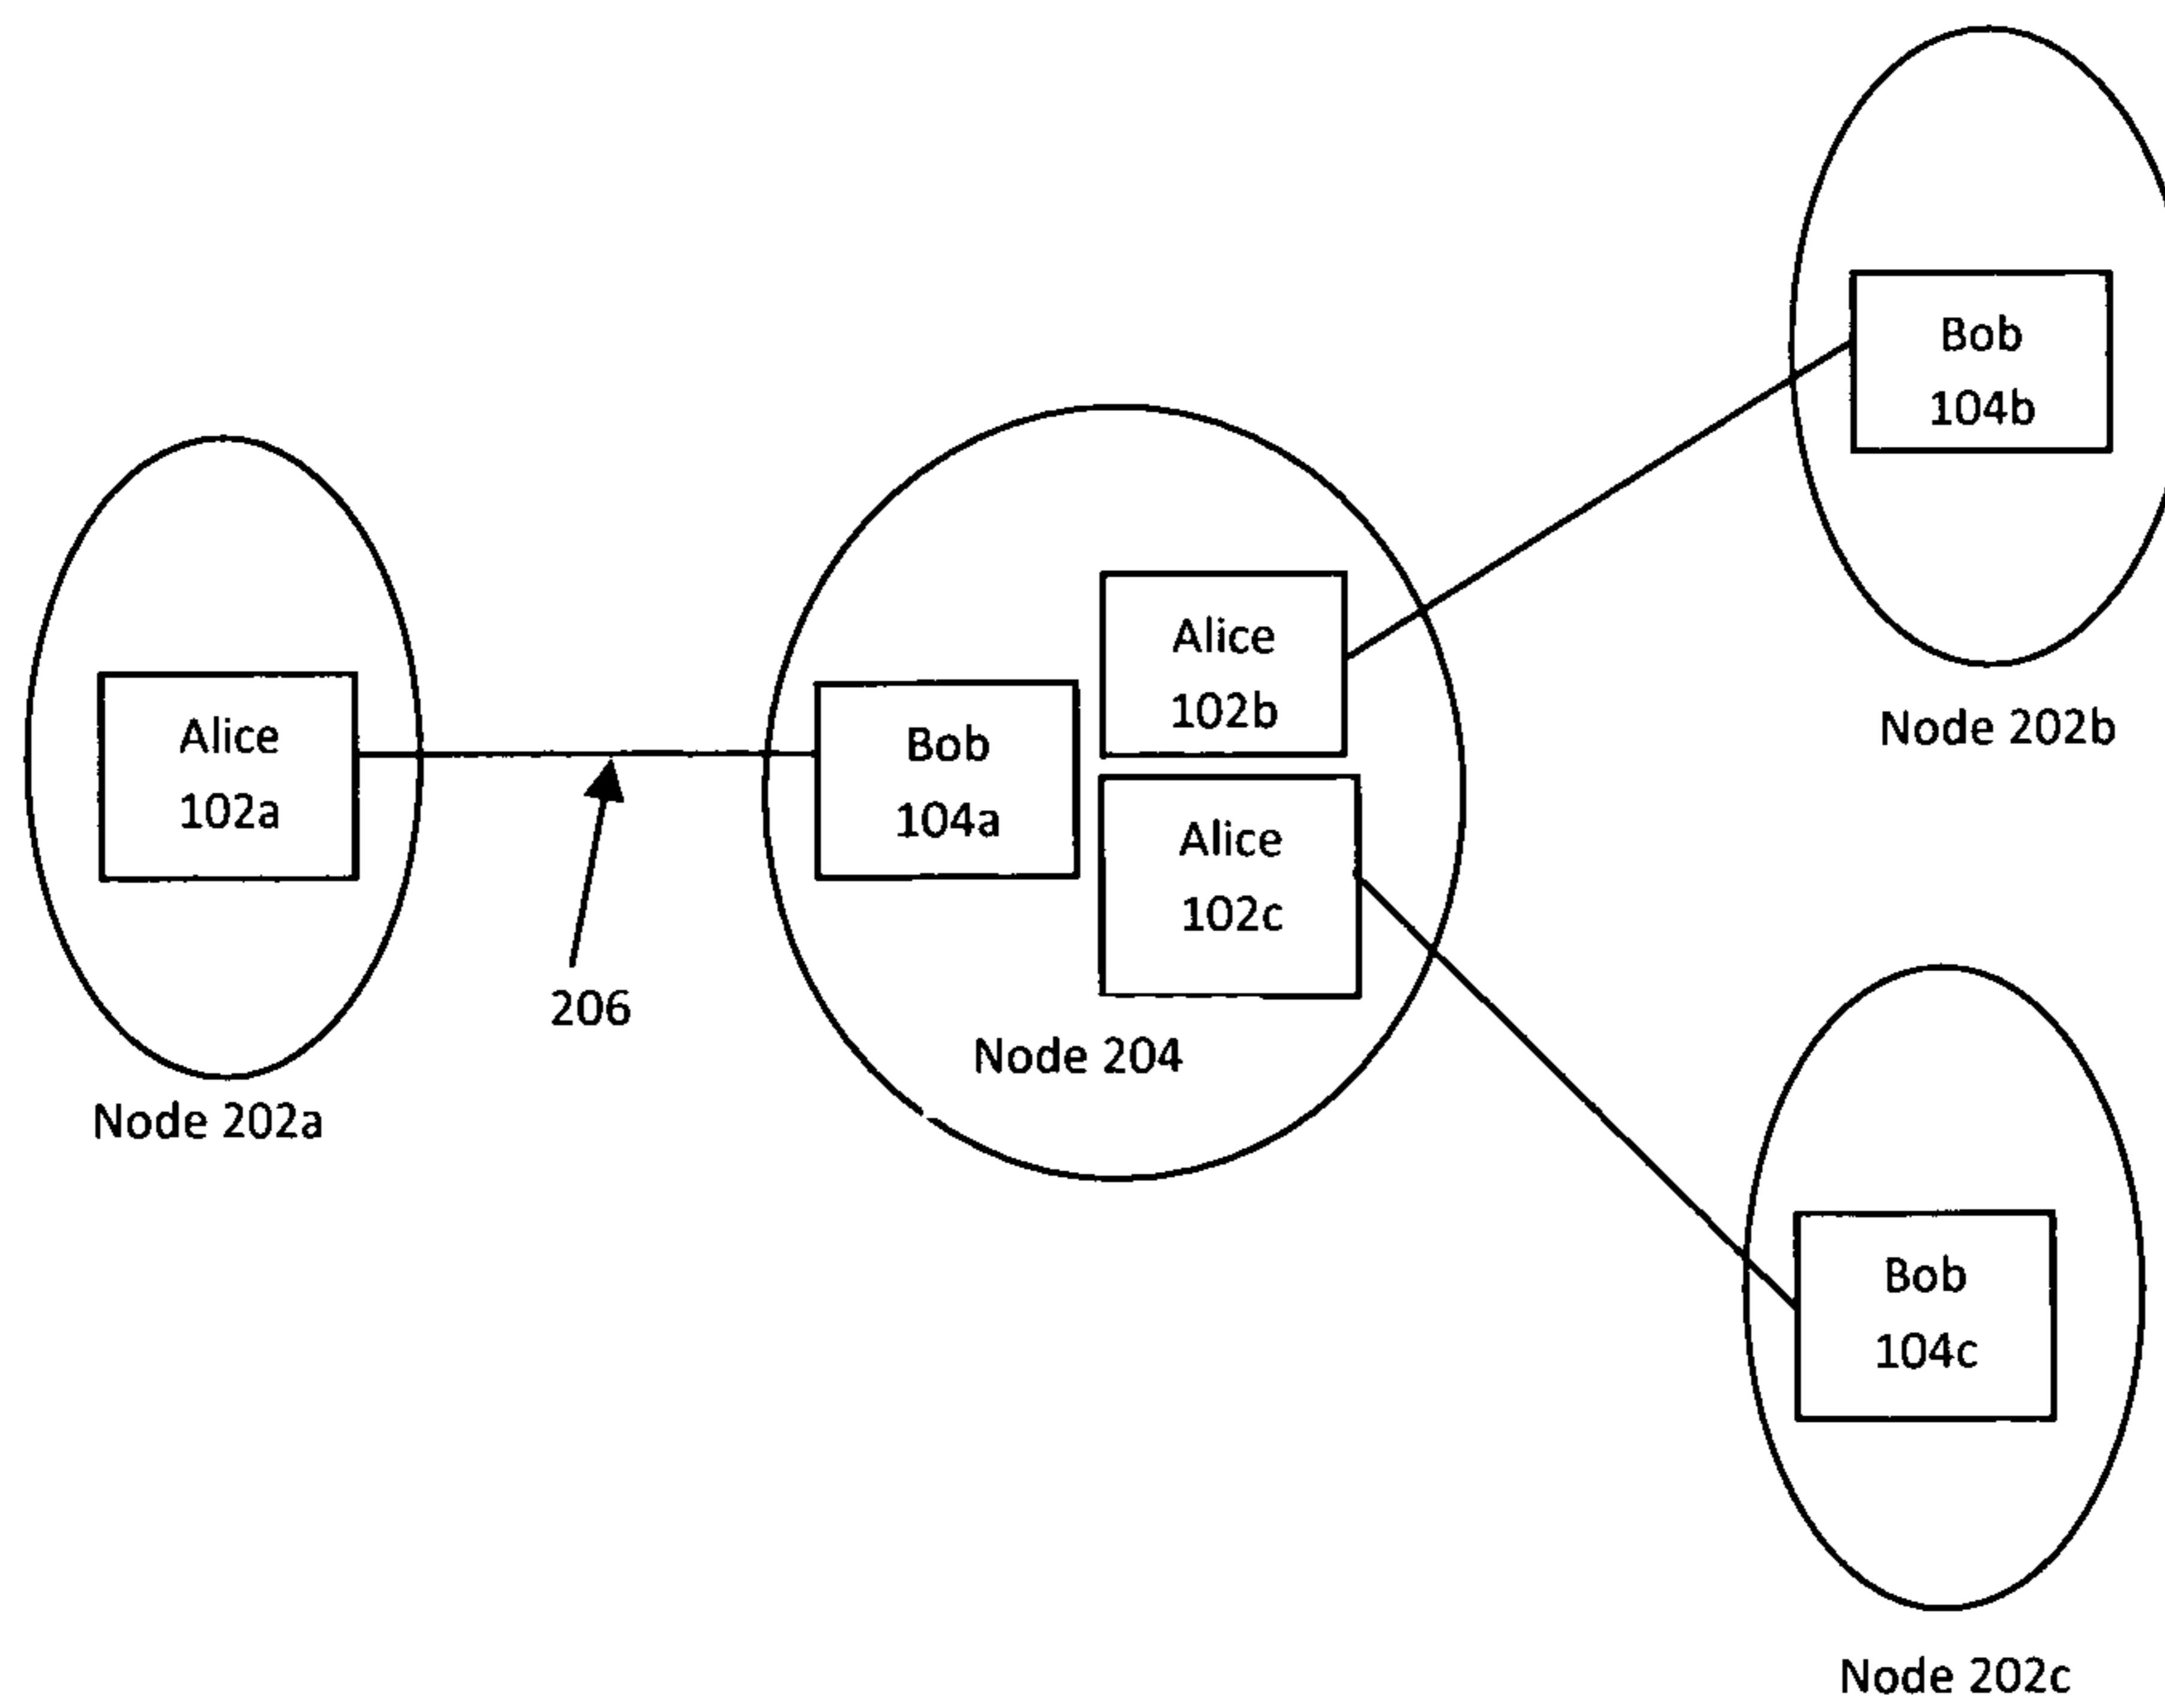 Bob
104b
Alice
102b
Node 202b
Alice
102a
Bob
104a
Alice
102c
206
Node 204
Node 202a
Bob
104c
Node 202c